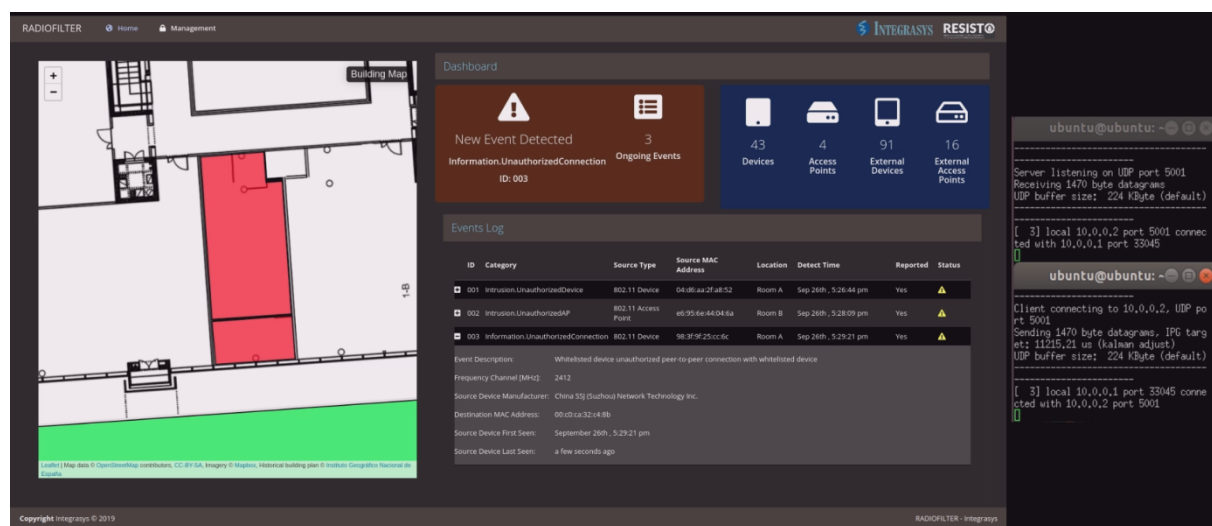 RADIOFILTER Home Management INTEGRASYS RESISTO
+
−
Building Map
1-B
Leaflet | Map data © OpenStreetMap contributors, CC-BY-SA, Imagery © Mapbox, Historical building plan © Instituto Geográfico Nacional de
España
Dashboard
New Event Detected
Information.UnauthorizedConnection
ID: 003
3
Ongoing Events
43
Devices
4
Access
Points
91
External
Devices
16
External
Access
Points
Events Log
ID Category Source Type Source MAC Address Location Detect Time Reported Status
001 Intrusion.UnauthorizedDevice 802.11 Device 04:d6:aa:2f:a8:52 Room A Sep 26th , 5:26:44 pm Yes
002 Intrusion.UnauthorizedAP 802.11 Access Point e6:95:6e:44:04:6a Room B Sep 26th , 5:28:09 pm Yes
003 Information.UnauthorizedConnection 802.11 Device 98:3f:9f:25:cc:6c Room A Sep 26th , 5:29:21 pm Yes
Event Description: Whitelisted device unauthorized peer-to-peer connection with whitelisted device
Frequency Channel [MHz]: 2412
Source Device Manufacturer: China SSJ (Suzhou) Network Technology Inc.
Destination MAC Address: 00:c0:ca:32:c4:8b
Source Device First Seen: September 26th , 5:29:21 pm
Source Device Last Seen: a few seconds ago
Copyright Integrasys © 2019
RADIOFILTER - Integrasys
ubuntu@ubuntu: ~
Server listening on UDP port 5001
Receiving 1470 byte datagrams
UDP buffer size: 224 KByte (default)
[ 3] local 10.0.0.2 port 5001 connec
ted with 10.0.0.1 port 33045
ubuntu@ubuntu: ~
Client connecting to 10.0.0.2, UDP po
rt 5001
Sending 1470 byte datagrams, IPG targ
et: 11215.21 us (kalman adjust)
UDP buffer size: 224 KByte (default)
[ 3] local 10.0.0.1 port 33045 conne
cted with 10.0.0.2 port 5001